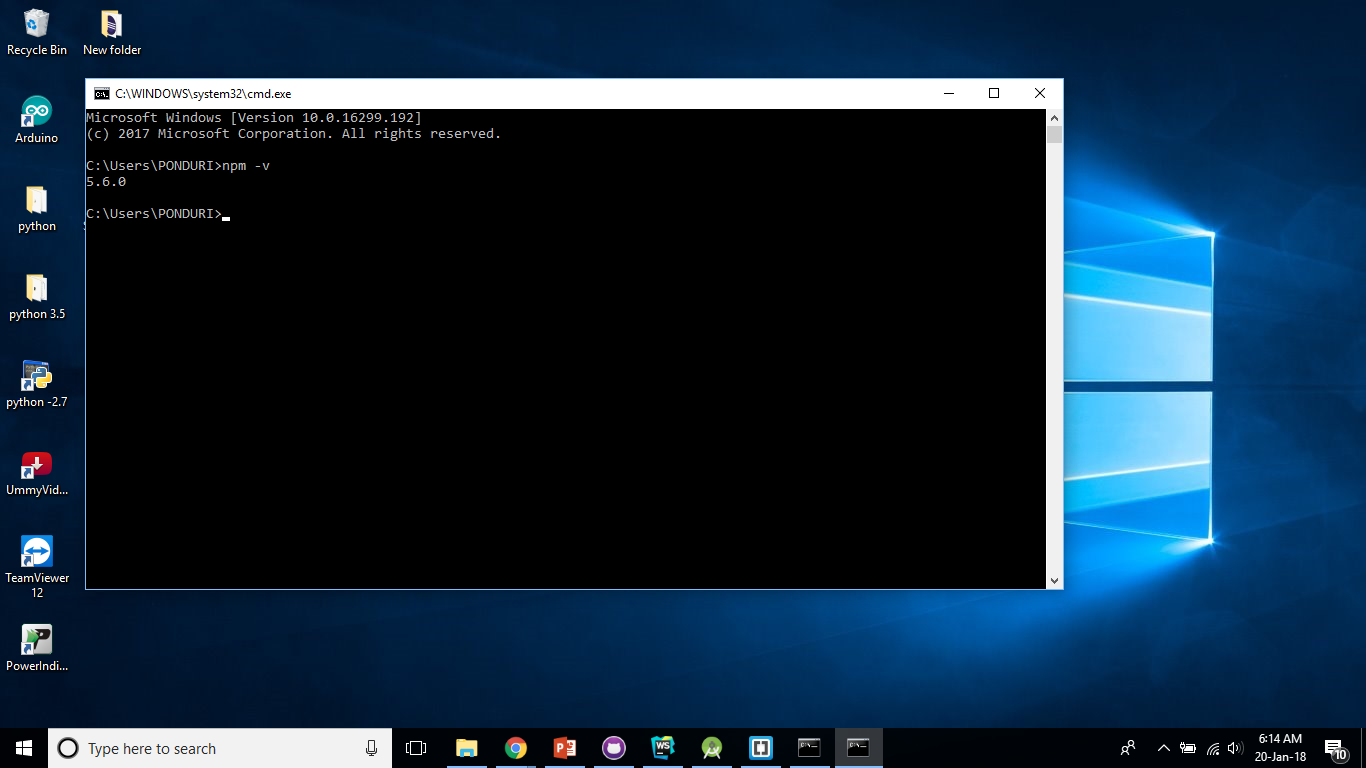 Recycle Bin
New folder
Arduino
python
python 3.5
python -2.7
UmmyVid...
TeamViewer
12
PowerIndi...
C:\WINDOWS\system32\cmd.exe
Microsoft Windows [Version 10.0.16299.192]
(c) 2017 Microsoft Corporation. All rights reserved.
C:\Users\PONDURI>npm -v
5.6.0
C:\Users\PONDURI>
Type here to search
WS
6:14 AM
20-Jan-18
10